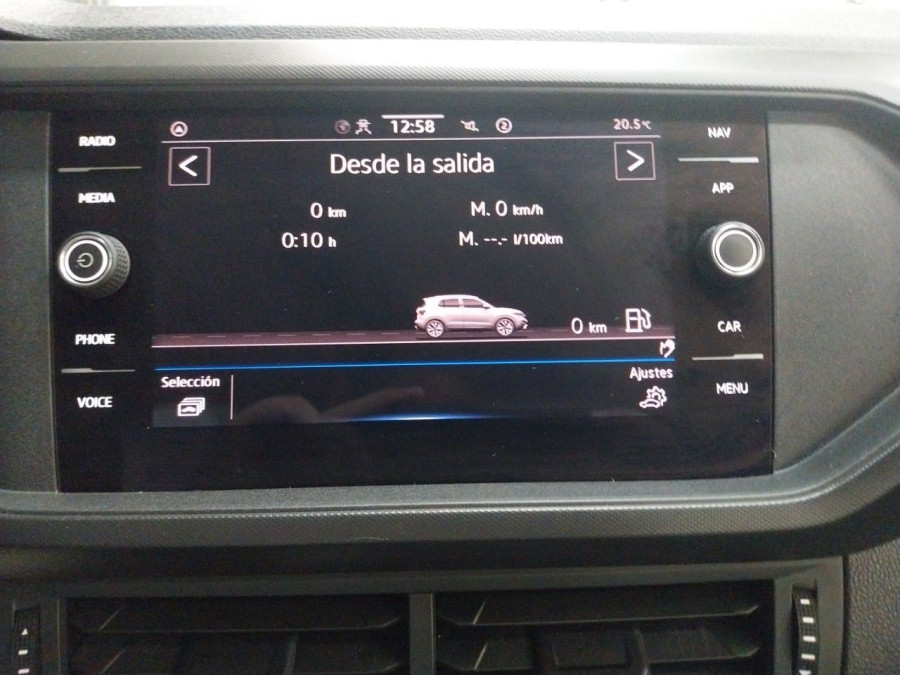 RADIO
MEDIA
PHONE
VOICE
12:58
2
20.5°C
<
Desde la salida
>
0 km
M. 0 km/h
0:10 h
M. --.- l/100km
0 km
Selección
Ajustes
NAV
APP
CAR
MENU